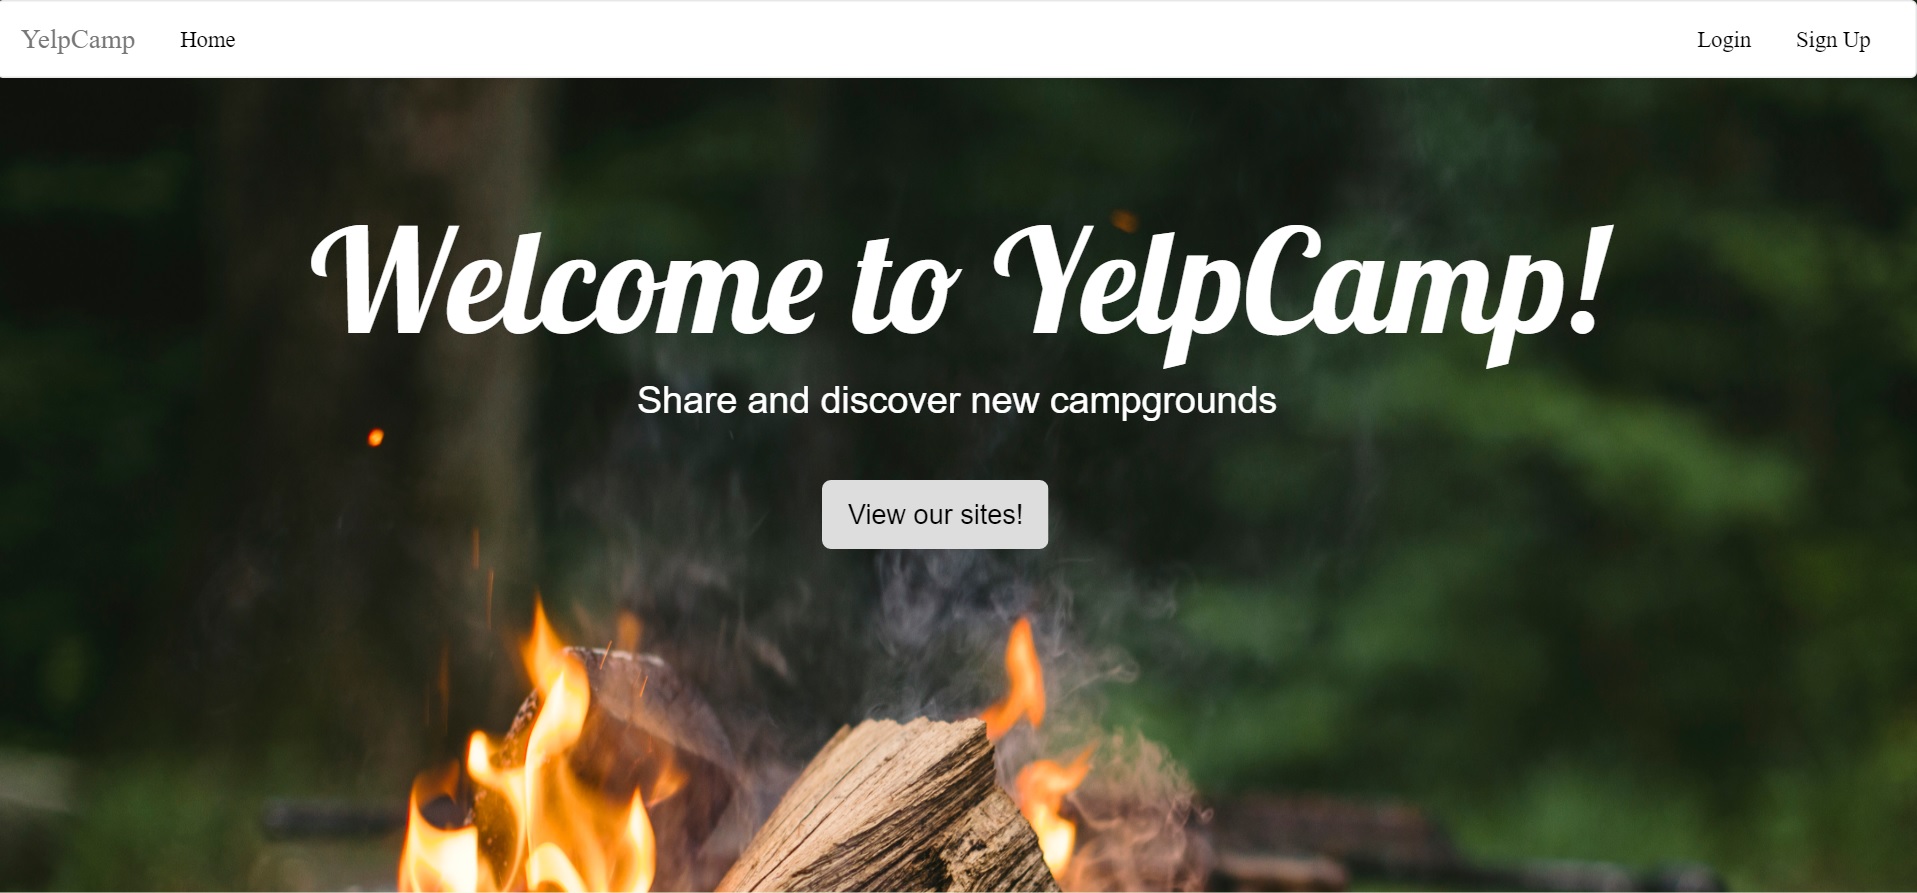 YelpCamp Home Login Sign Up
Welcome to YelpCamp!
Share and discover new campgrounds
View our sites!